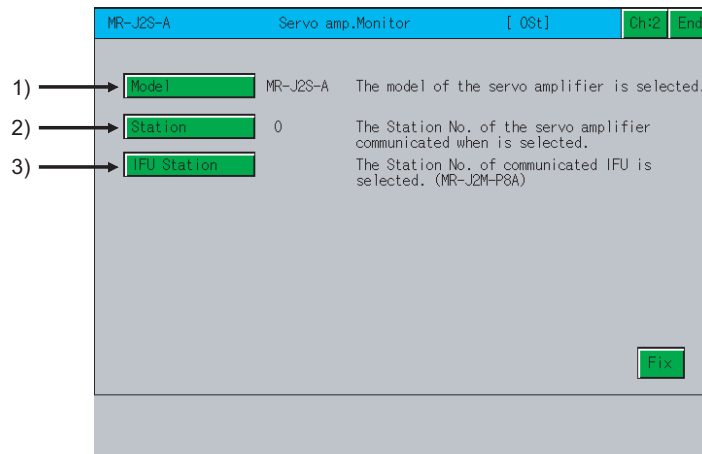 MR-J2S-A Servo amp.Monitor [ 0St] Ch:2 End
1) Model MR-J2S-A The model of the servo amplifier is selected.
2) Station 0 The Station No. of the servo amplifier
communicated when is selected.
3) IFU Station The Station No. of communicated IFU is
selected. (MR-J2M-P8A)
Fix